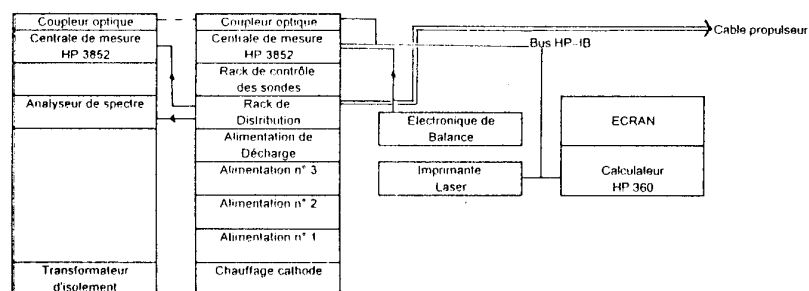 Coupleur optique
Centrale de mesure
HP 3852
Analyseur de spectre
Transformateur
d'isolement
Coupleur optique
Centrale de mesure
HP 3852
Rack de contrôle
des sondes
Rack de
Distribution
Alimentation de
Décharge
Alimentation n° 3
Alimentation n° 2
Alimentation n° 1
Chauffage cathode
Cable propulseur
Bus HP-IB
Electronique de
Balance
Imprimante
Laser
ECRAN
Calculateur
HP 360